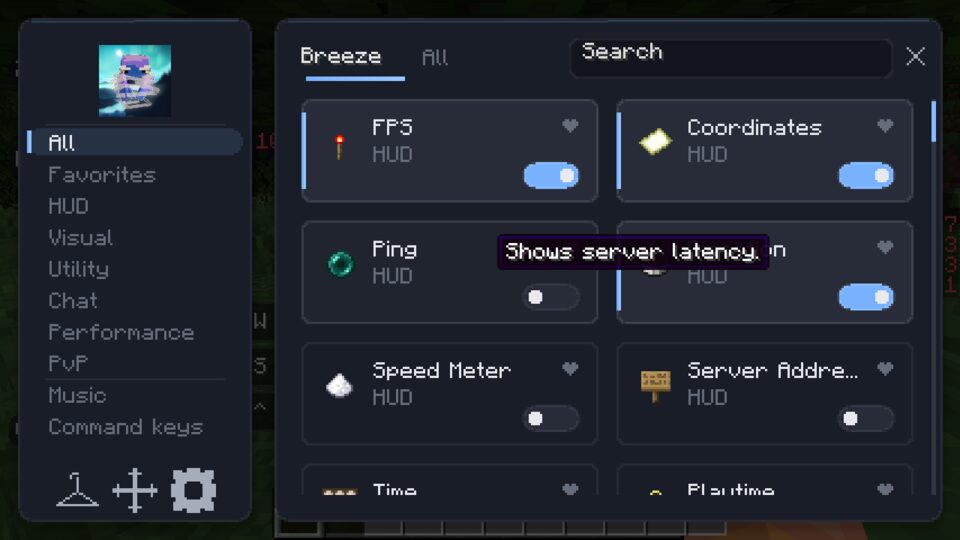 Breeze
All
Search
All
Favorites
HUD
Visual
Utility
Chat
Performance
PvP
Music
Command keys
FPS
HUD
Coordinates
HUD
Ping
HUD
Shows server latency.
on
HUD
Speed Meter
HUD
Server Addre...
HUD
Time
Playtime
W
S